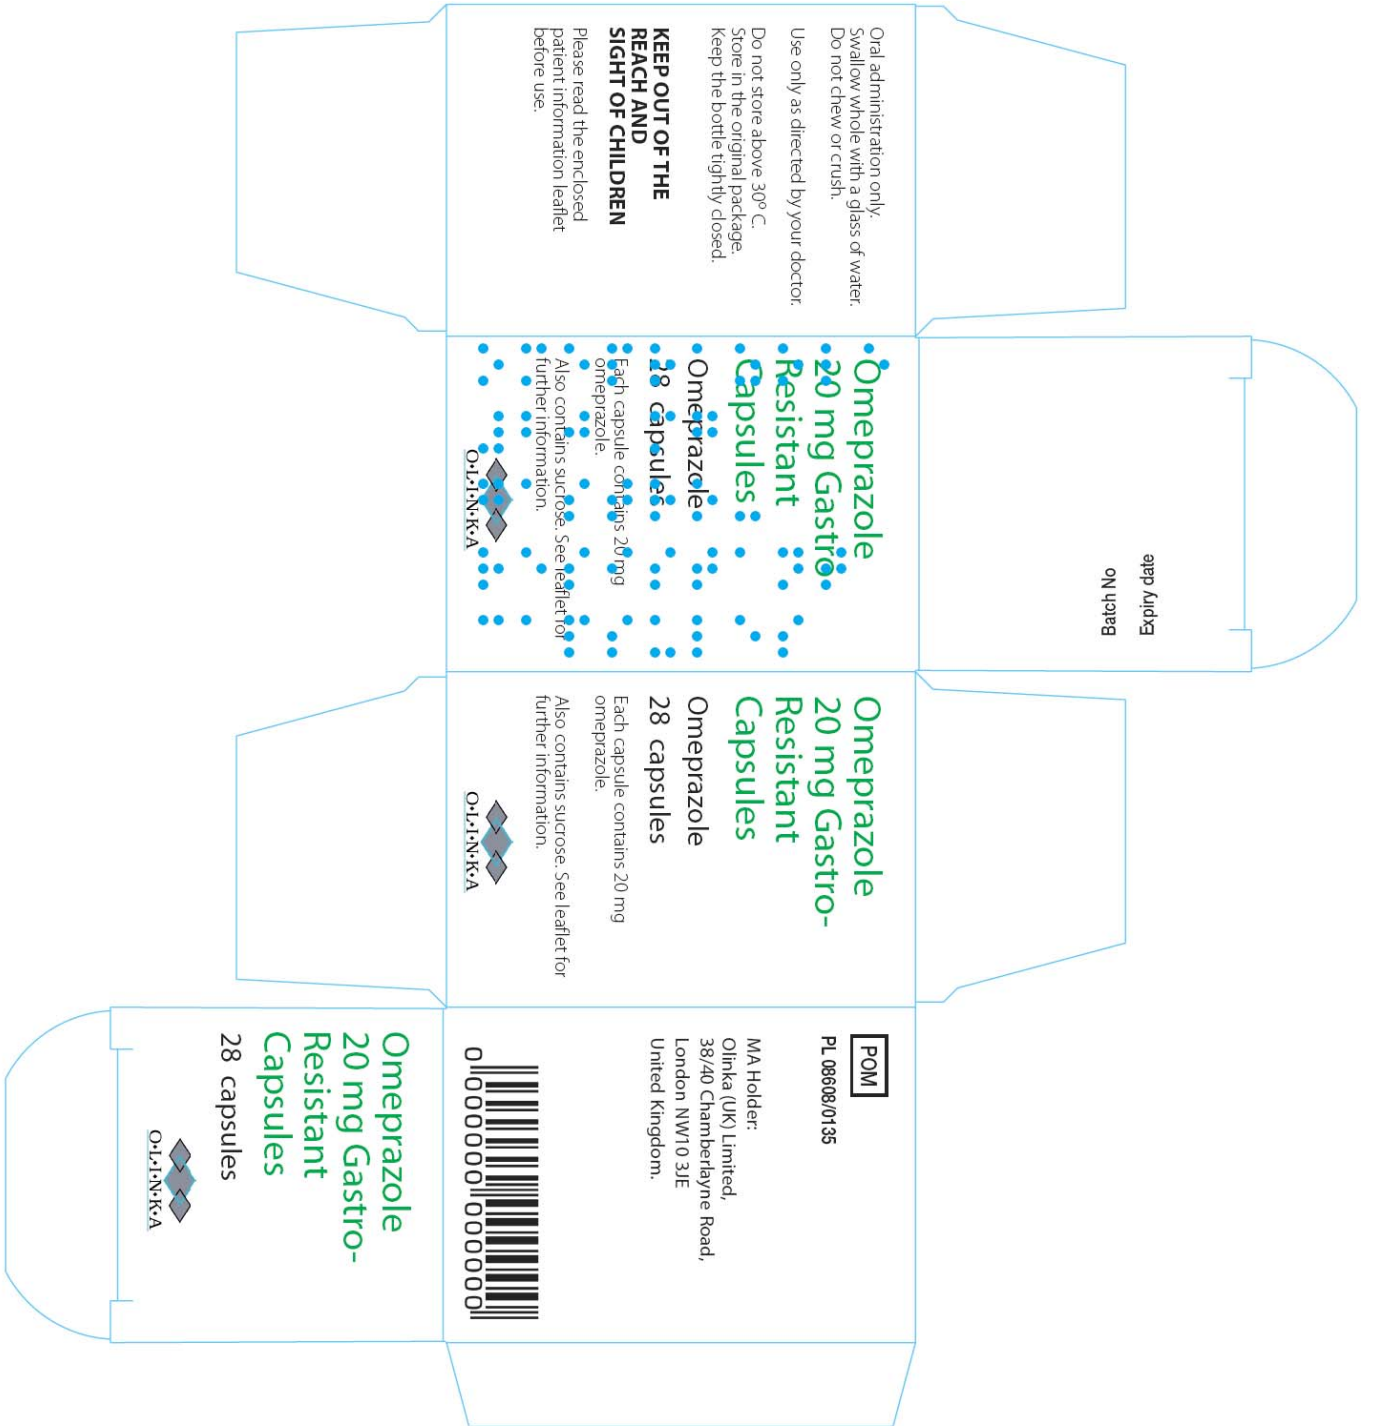 Oral administration only.
Swallow whole with a glass of water.
Do not chew or crush.
Use only as directed by your doctor.
Do not store above 30º C.
Store in the original package.
Keep the bottle tightly closed.
KEEP OUT OF THE
REACH AND
SIGHT OF CHILDREN
Please read the enclosed
patient information leaflet
before use.
Expiry date
Batch No
Omeprazole
20 mg Gastro
Resistant
Capsules
Omeprazole
28 capsules
Each capsule contains 20 mg
omeprazole.
Also contains sucrose. See leaflet for
further information.
O•L•I•N•K•A
Omeprazole
20 mg Gastro-
Resistant
Capsules
Omeprazole
28 capsules
Each capsule contains 20 mg
omeprazole.
Also contains sucrose. See leaflet for
further information.
O•L•I•N•K•A
POM
PL 08608/0135
MA Holder:
Olinka (UK) Limited,
38/40 Chamberlayne Road,
London NW10 3JE
United Kingdom.
0 000000 000000
Omeprazole
20 mg Gastro-
Resistant
Capsules
28 capsules
O•L•I•N•K•A